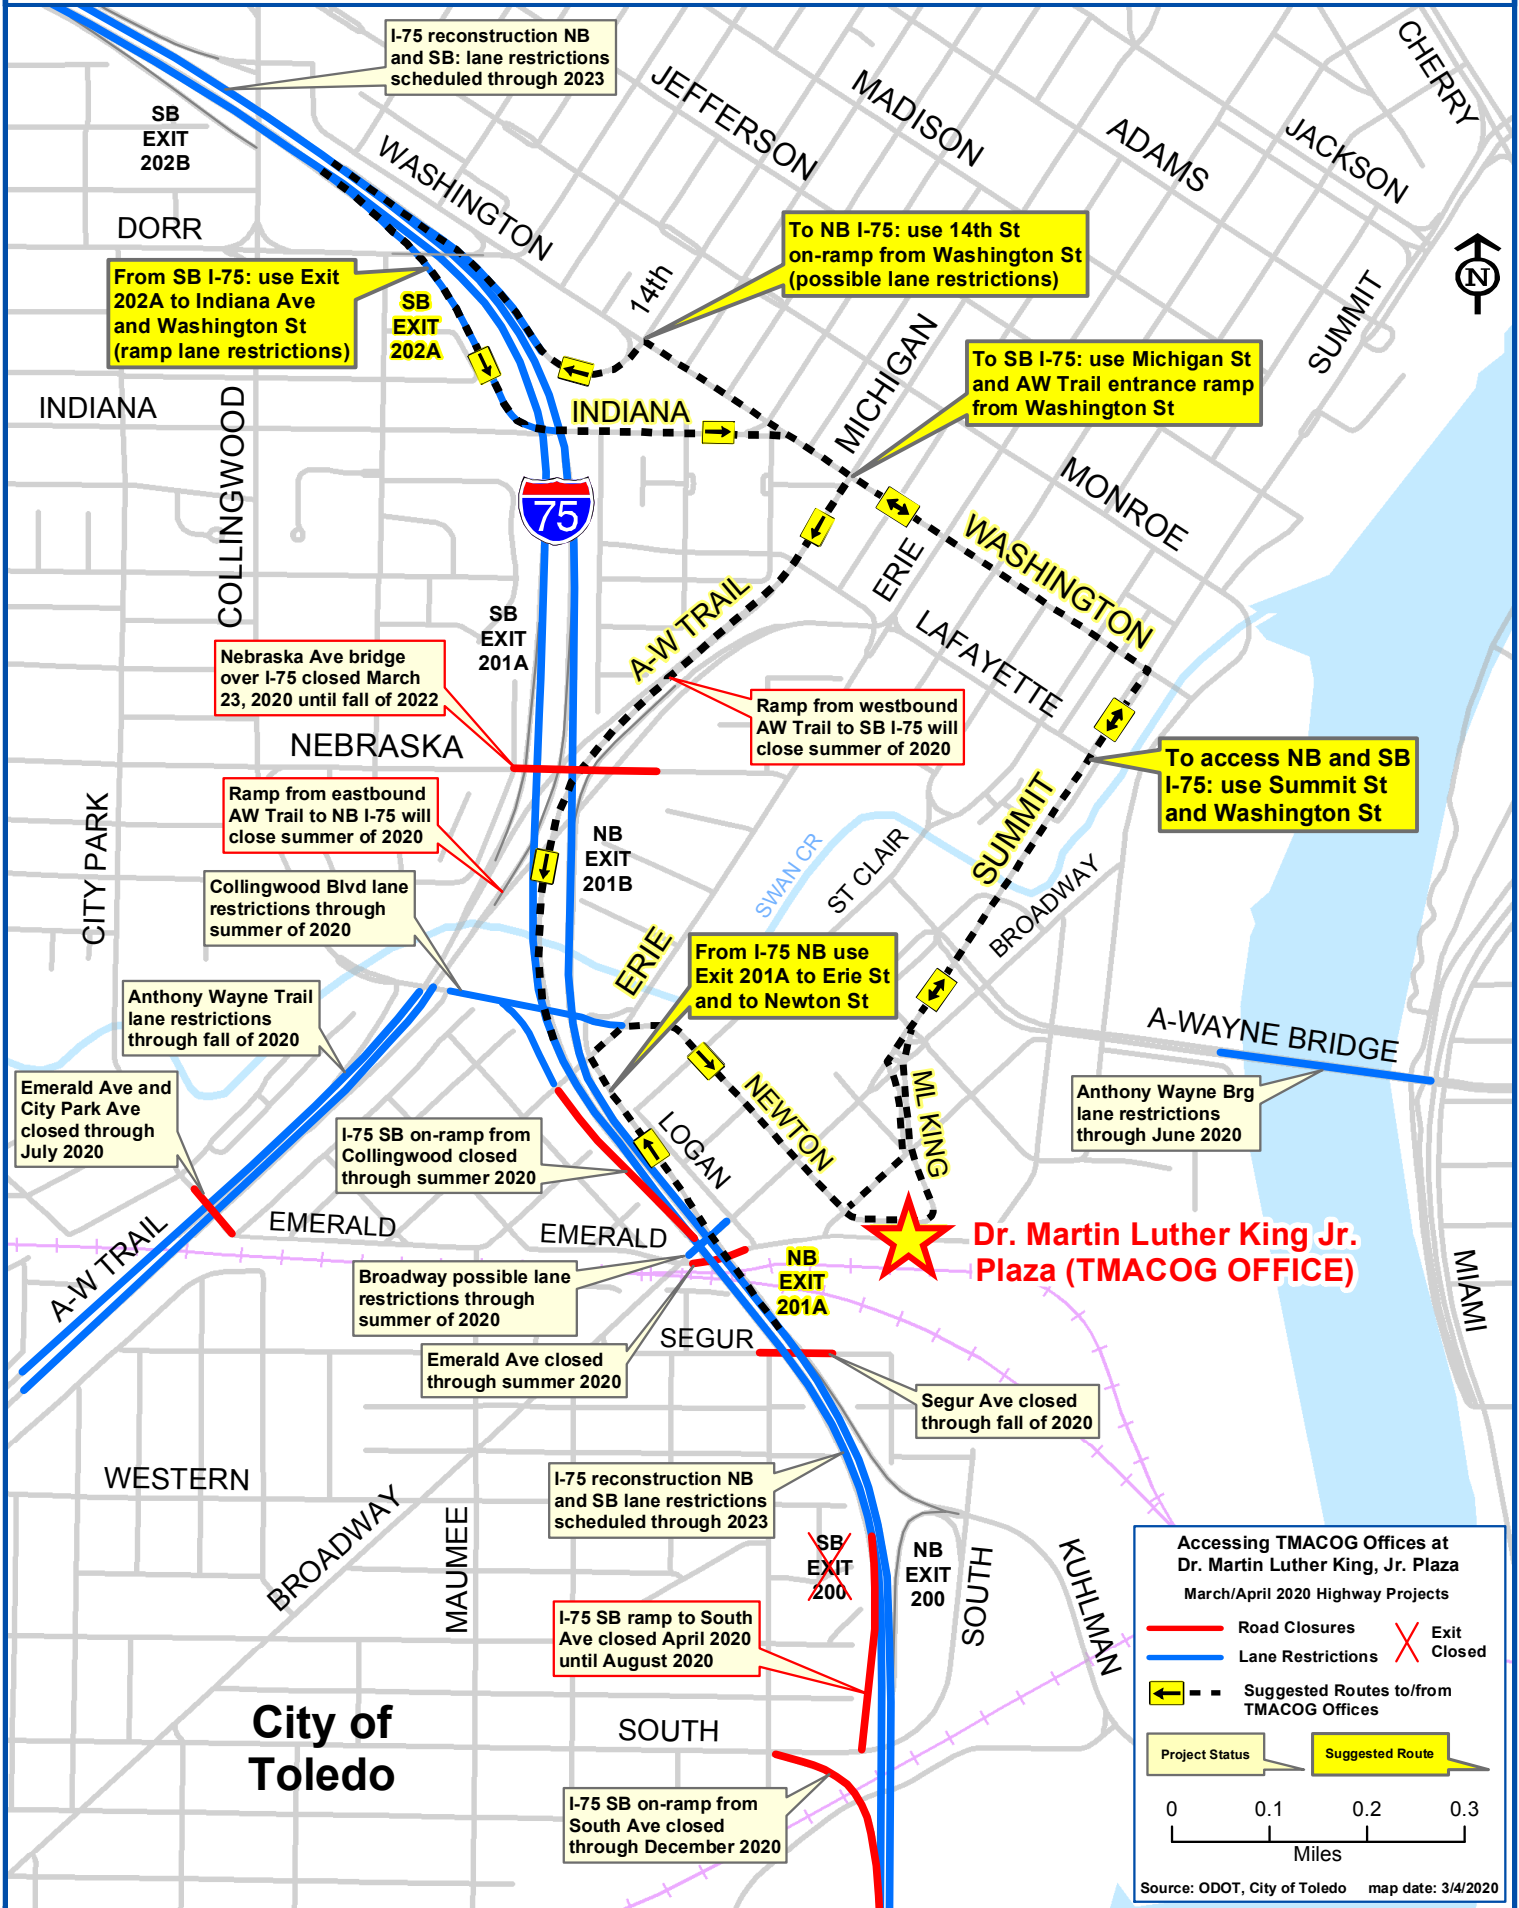 I-75 reconstruction NB
and SB: lane restrictions
scheduled through 2023
CHERRY
JEFFERSON
MADISON
ADAMS
JACKSON
SB
EXIT
202B
WASHINGTON
DORR
To NB I-75: use 14th St
on-ramp from Washington St
(possible lane restrictions)
N
From SB I-75: use Exit
202A to Indiana Ave
and Washington St
(ramp lane restrictions)
SB
EXIT
202A
14th
SUMMIT
MICHIGAN
To SB I-75: use Michigan St
and AW Trail entrance ramp
from Washington St
INDIANA
COLLINGWOOD
INDIANA
MONROE
75
ERIE
WASHINGTON
SB
EXIT
201A
A-W TRAIL
LAFAYETTE
Nebraska Ave bridge
over I-75 closed March
23, 2020 until fall of 2022
Ramp from westbound
AW Trail to SB I-75 will
close summer of 2020
NEBRASKA
To access NB and SB
I-75: use Summit St
and Washington St
Ramp from eastbound
AW Trail to NB I-75 will
close summer of 2020
CITY PARK
NB
EXIT
201B
SUMMIT
SWAN CR
ST CLAIR
BROADWAY
Collingwood Blvd lane
restrictions through
summer of 2020
ERIE
From I-75 NB use
Exit 201A to Erie St
and to Newton St
Anthony Wayne Trail
lane restrictions
through fall of 2020
A-WAYNE BRIDGE
Emerald Ave and
City Park Ave
closed through
July 2020
NEWTON
ML KING
Anthony Wayne Brg
lane restrictions
through June 2020
I-75 SB on-ramp from
Collingwood closed
through summer 2020
LOGAN
A-W TRAIL
EMERALD
EMERALD
Dr. Martin Luther King Jr.
Plaza (TMACOG OFFICE)
NB
EXIT
201A
MIAMI
Broadway possible lane
restrictions through
summer of 2020
SEGUR
Emerald Ave closed
through summer 2020
Segur Ave closed
through fall of 2020
WESTERN
BROADWAY
MAUMEE
I-75 reconstruction NB
and SB lane restrictions
scheduled through 2023
SB
EXIT
200
NB
EXIT
200
SOUTH
KUHLMAN
I-75 SB ramp to South
Ave closed April 2020
until August 2020
City of
Toledo
SOUTH
I-75 SB on-ramp from
South Ave closed
through December 2020
Accessing TMACOG Offices at
Dr. Martin Luther King, Jr. Plaza
March/April 2020 Highway Projects
Road Closures
Lane Restrictions
Exit
Closed
Suggested Routes to/from
TMACOG Offices
Project Status
Suggested Route
0 0.1 0.2 0.3
Miles
Source: ODOT, City of Toledo map date: 3/4/2020